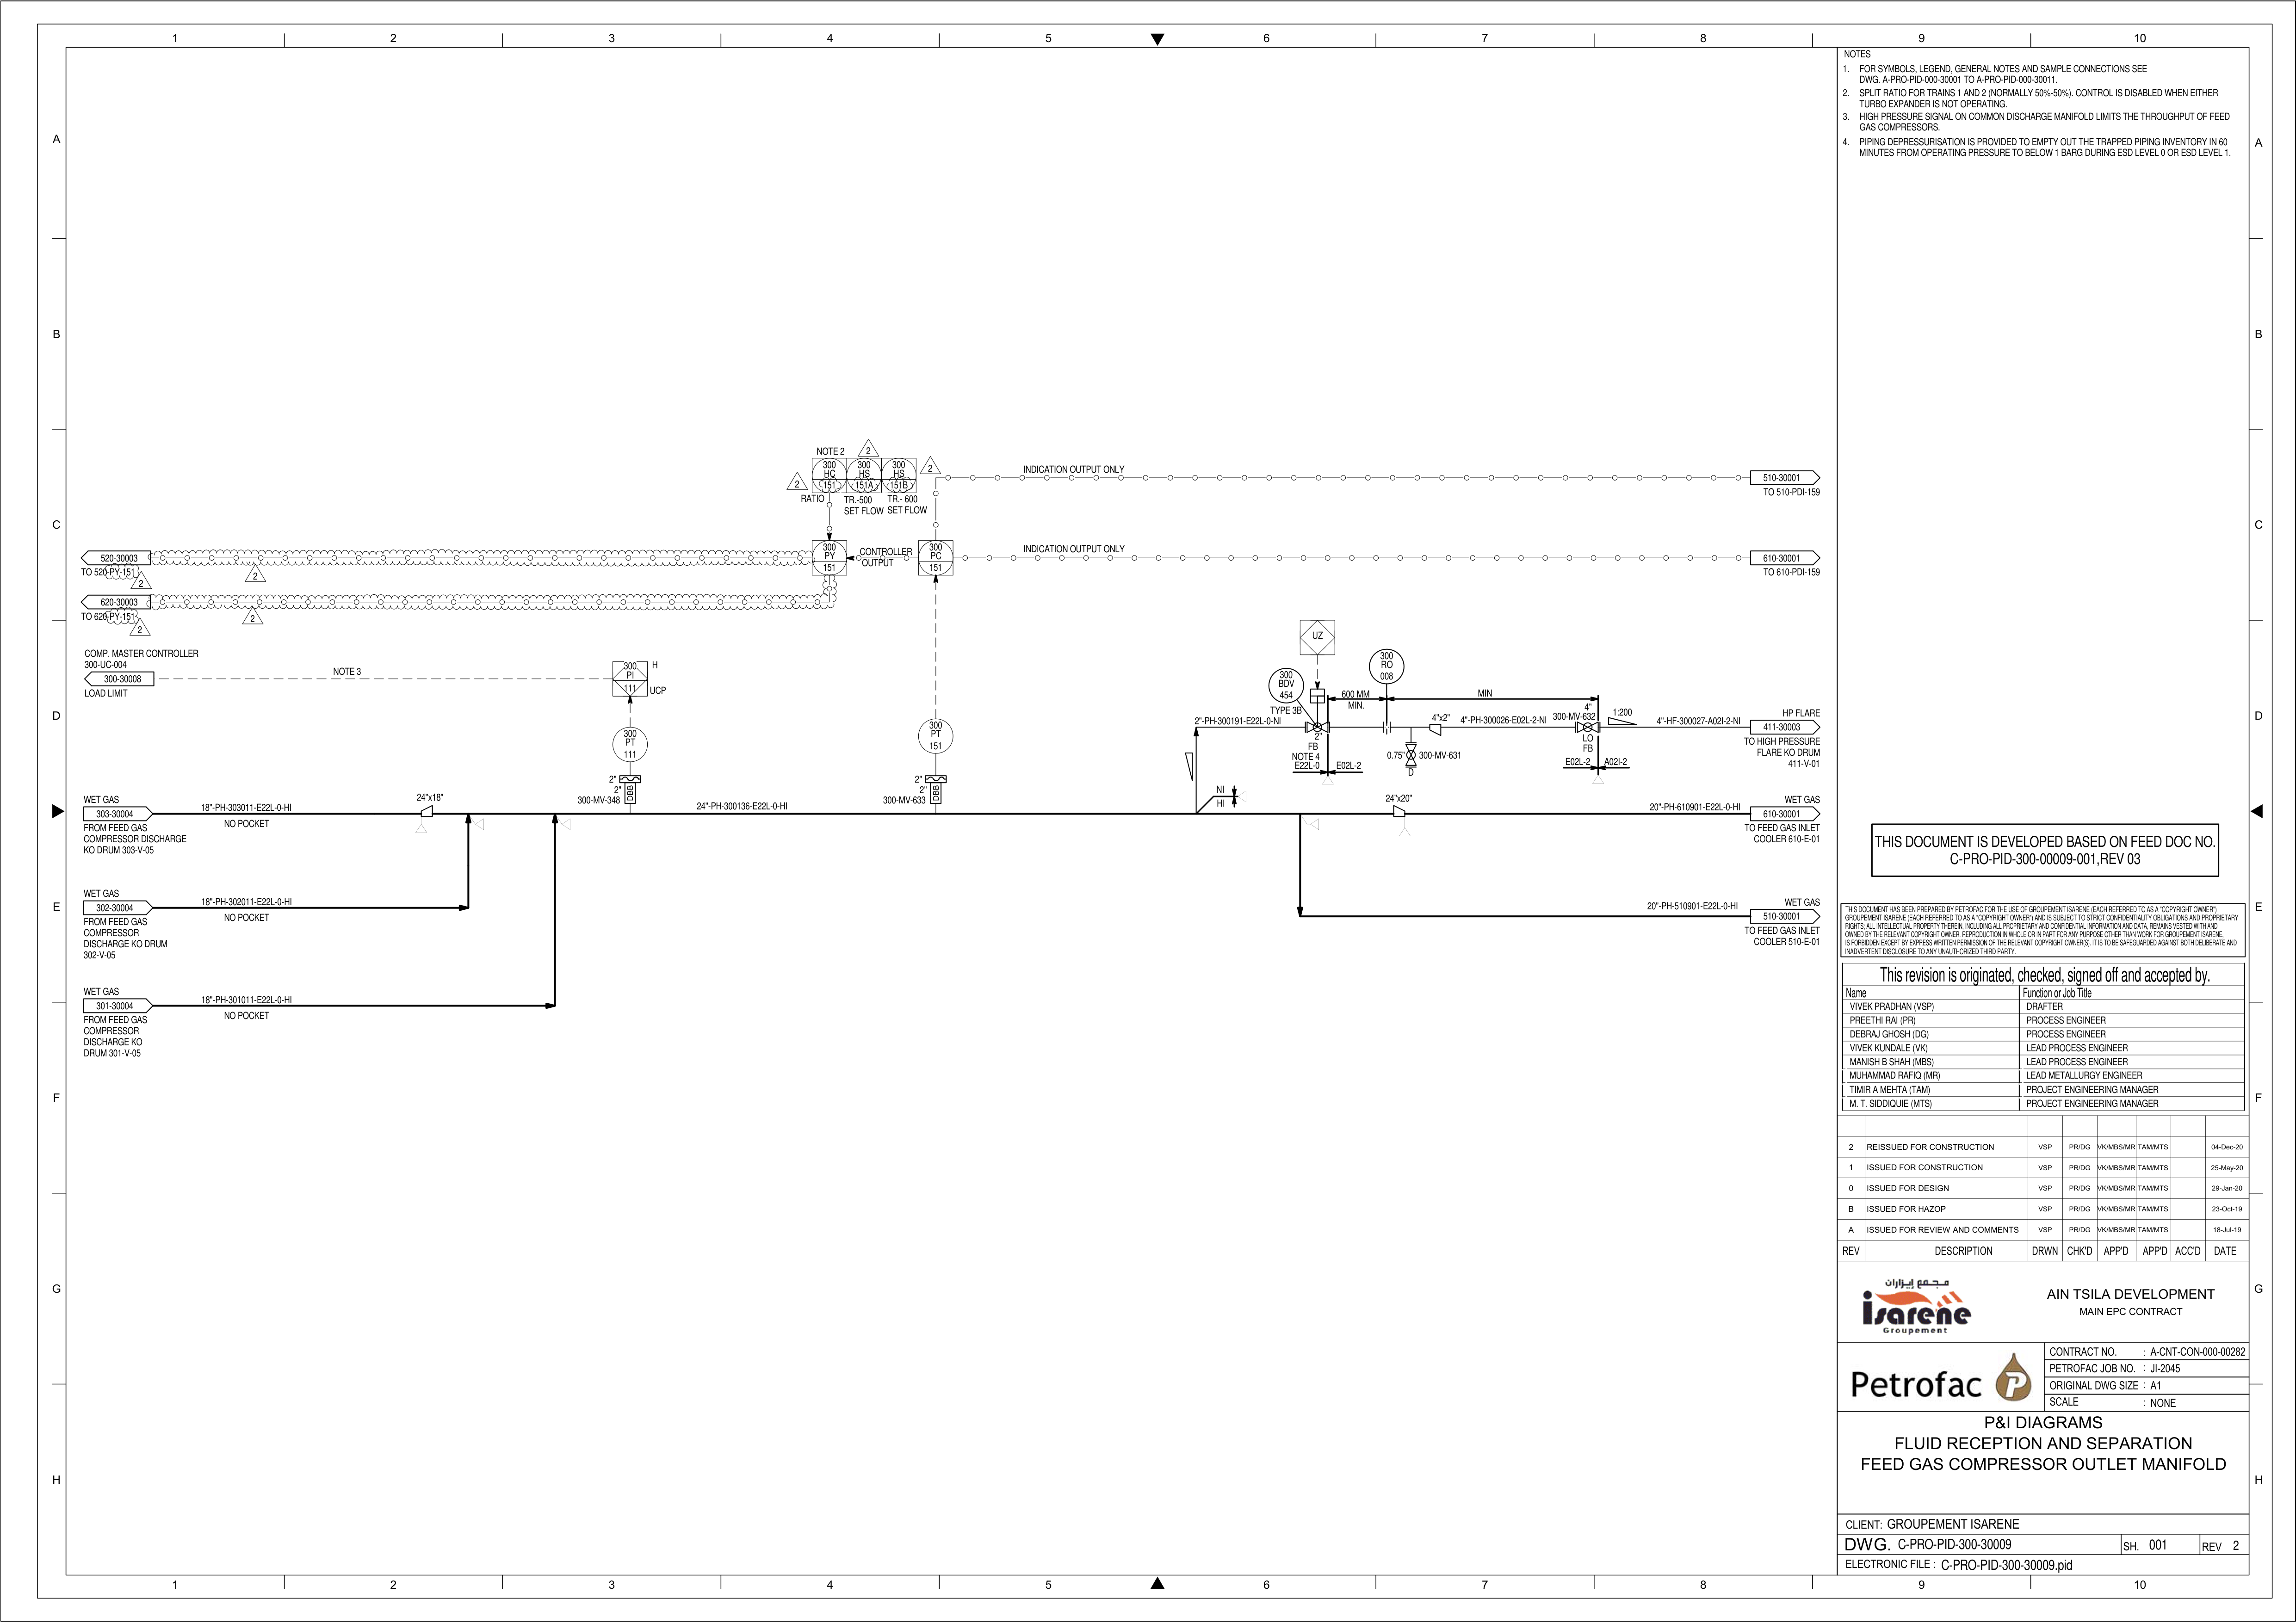 1 2 3 4 5 6 7 8 9 10
A
B
C
D
E
F
G
H
NOTE 2
2
2
2
300
HC
151
300
HS
151A
300
HS
151B
RATIO
TR.-500
SET FLOW
TR.- 600
SET FLOW
INDICATION OUTPUT ONLY
510-30001
TO 510-PDI-159
520-30003
TO 520-PY-151
2
2
300
PY
151
CONTROLLER
OUTPUT
300
PC
151
INDICATION OUTPUT ONLY
610-30001
TO 610-PDI-159
620-30003
TO 620-PY-151
2
2
COMP. MASTER CONTROLLER
300-UC-004
300-30008
LOAD LIMIT
NOTE 3
300
PI
111
H
UCP
300
PT
111
2"
2"
DBB
300-MV-348
300
PT
151
2"
2"
DBB
300-MV-633
UZ
300
BDV
454
TYPE 3B
300
RO
008
600 MM
MIN.
MIN
2"-PH-300191-E22L-0-NI
2"
FB
NOTE 4
E22L-0
E02L-2
0.75"
300-MV-631
D
4"x2"
4"-PH-300026-E02L-2-NI
4"
300-MV-632
LO
FB
E02L-2
A02I-2
1:200
4"-HF-300027-A02I-2-NI
HP FLARE
411-30003
TO HIGH PRESSURE
FLARE KO DRUM
411-V-01
WET GAS
303-30004
FROM FEED GAS
COMPRESSOR DISCHARGE
KO DRUM 303-V-05
18"-PH-303011-E22L-0-HI
NO POCKET
24"x18"
24"-PH-300136-E22L-0-HI
NI
HI
24"x20"
20"-PH-610901-E22L-0-HI
WET GAS
610-30001
TO FEED GAS INLET
COOLER 610-E-01
WET GAS
302-30004
FROM FEED GAS
COMPRESSOR
DISCHARGE KO DRUM
302-V-05
18"-PH-302011-E22L-0-HI
NO POCKET
20"-PH-510901-E22L-0-HI
WET GAS
510-30001
TO FEED GAS INLET
COOLER 510-E-01
WET GAS
301-30004
FROM FEED GAS
COMPRESSOR
DISCHARGE KO
DRUM 301-V-05
18"-PH-301011-E22L-0-HI
NO POCKET
NOTES
1. FOR SYMBOLS, LEGEND, GENERAL NOTES AND SAMPLE CONNECTIONS SEE
DWG. A-PRO-PID-000-30001 TO A-PRO-PID-000-30011.
2. SPLIT RATIO FOR TRAINS 1 AND 2 (NORMALLY 50%-50%). CONTROL IS DISABLED WHEN EITHER
TURBO EXPANDER IS NOT OPERATING.
3. HIGH PRESSURE SIGNAL ON COMMON DISCHARGE MANIFOLD LIMITS THE THROUGHPUT OF FEED
GAS COMPRESSORS.
4. PIPING DEPRESSURISATION IS PROVIDED TO EMPTY OUT THE TRAPPED PIPING INVENTORY IN 60
MINUTES FROM OPERATING PRESSURE TO BELOW 1 BARG DURING ESD LEVEL 0 OR ESD LEVEL 1.
THIS DOCUMENT IS DEVELOPED BASED ON FEED DOC NO.
C-PRO-PID-300-00009-001,REV 03
THIS DOCUMENT HAS BEEN PREPARED BY PETROFAC FOR THE USE OF GROUPEMENT ISARENE (EACH REFERRED TO AS A "COPYRIGHT OWNER")
GROUPEMENT ISARENE (EACH REFERRED TO AS A "COPYRIGHT OWNER") AND IS SUBJECT TO STRICT CONFIDENTIALITY OBLIGATIONS AND PROPRIETARY
RIGHTS; ALL INTELLECTUAL PROPERTY THEREIN, INCLUDING ALL PROPRIETARY AND CONFIDENTIAL INFORMATION AND DATA, REMAINS VESTED WITH AND
OWNED BY THE RELEVANT COPYRIGHT OWNER. REPRODUCTION IN WHOLE OR IN PART FOR ANY PURPOSE OTHER THAN WORK FOR GROUPEMENT ISARENE,
IS FORBIDDEN EXCEPT BY EXPRESS WRITTEN PERMISSION OF THE RELEVANT COPYRIGHT OWNER(S). IT IS TO BE SAFEGUARDED AGAINST BOTH DELIBERATE AND
INADVERTENT DISCLOSURE TO ANY UNAUTHORIZED THIRD PARTY.
This revision is originated, checked, signed off and accepted by.
Name Function or Job Title
VIVEK PRADHAN (VSP) DRAFTER
PREETHI RAI (PR) PROCESS ENGINEER
DEBRAJ GHOSH (DG) PROCESS ENGINEER
VIVEK KUNDALE (VK) LEAD PROCESS ENGINEER
MANISH B SHAH (MBS) LEAD PROCESS ENGINEER
MUHAMMAD RAFIQ (MR) LEAD METALLURGY ENGINEER
TIMIR A MEHTA (TAM) PROJECT ENGINEERING MANAGER
M. T. SIDDIQUIE (MTS) PROJECT ENGINEERING MANAGER
2 REISSUED FOR CONSTRUCTION VSP PR/DG VK/MBS/MR TAM/MTS 04-Dec-20
1 ISSUED FOR CONSTRUCTION VSP PR/DG VK/MBS/MR TAM/MTS 25-May-20
0 ISSUED FOR DESIGN VSP PR/DG VK/MBS/MR TAM/MTS 29-Jan-20
B ISSUED FOR HAZOP VSP PR/DG VK/MBS/MR TAM/MTS 23-Oct-19
A ISSUED FOR REVIEW AND COMMENTS VSP PR/DG VK/MBS/MR TAM/MTS 18-Jul-19
REV DESCRIPTION DRWN CHK'D APP'D APP'D ACC'D DATE
مجمع إيزاران
isarene
Groupement
AIN TSILA DEVELOPMENT
MAIN EPC CONTRACT
Petrofac
CONTRACT NO. : A-CNT-CON-000-00282
PETROFAC JOB NO. : JI-2045
ORIGINAL DWG SIZE : A1
SCALE : NONE
P&I DIAGRAMS
FLUID RECEPTION AND SEPARATION
FEED GAS COMPRESSOR OUTLET MANIFOLD
CLIENT: GROUPEMENT ISARENE
DWG. C-PRO-PID-300-30009 SH. 001 REV 2
ELECTRONIC FILE : C-PRO-PID-300-30009.pid
A
B
C
D
E
F
G
H
1 2 3 4 5 6 7 8 9 10